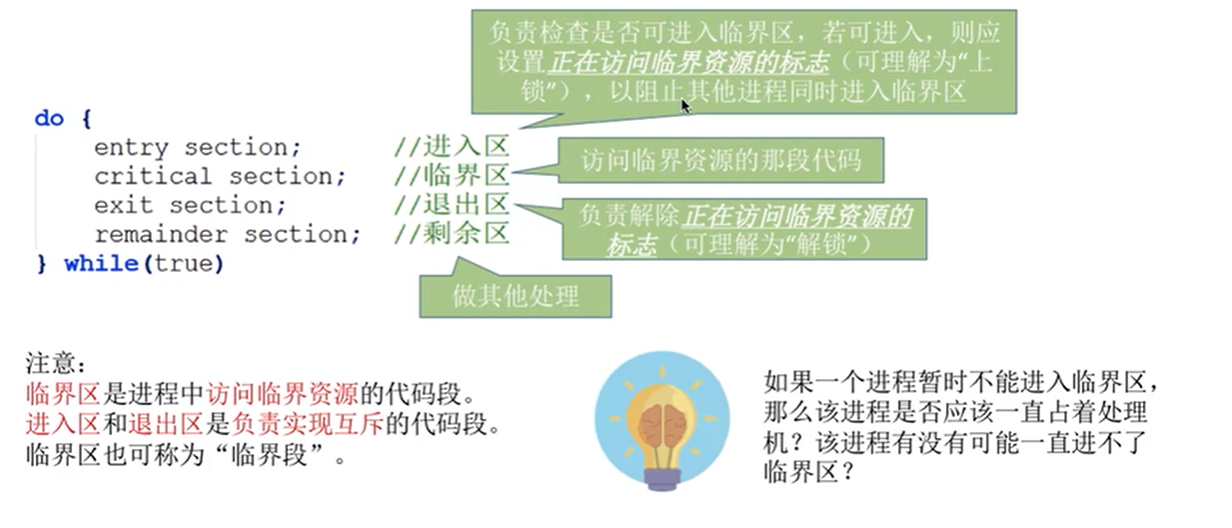 负责检查是否可进入临界区，若可进入，则应
设置正在访问临界资源的标志（可理解为“上
锁”），以阻止其他进程同时进入临界区
do {
entry section; //进入区
critical section; //临界区
exit section; //退出区
remainder section; //剩余区
} while(true)
访问临界资源的那段代码
负责解除正在访问临界资源的
标志（可理解为“解锁”）
做其他处理
注意：
临界区是进程中访问临界资源的代码段。
进入区和退出区是负责实现互斥的代码段。
临界区也可称为“临界段”。
如果一个进程暂时不能进入临界区，
那么该进程是否应该一直占着处理
机？该进程有没有可能一直进不了
临界区？